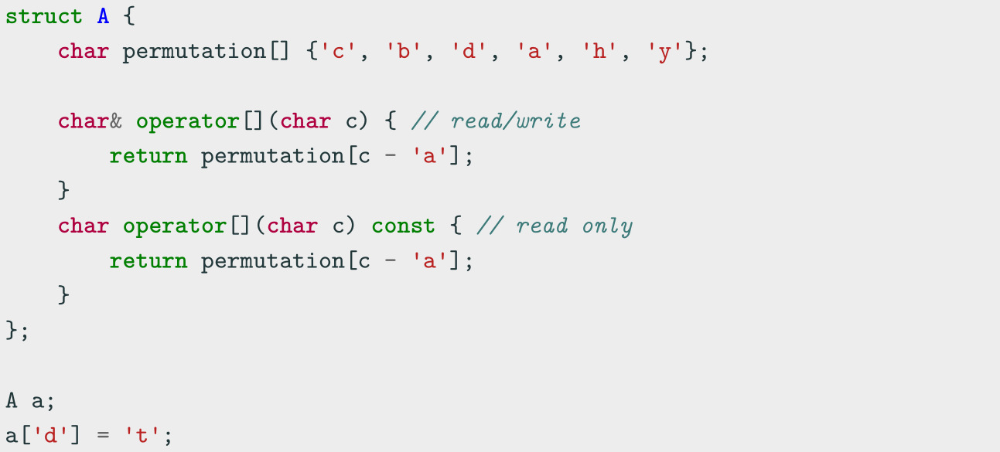 struct A {
    char permutation[] {'c', 'b', 'd', 'a', 'h', 'y'};
    char& operator[](char c) { // read/write
        return permutation[c - 'a'];
    }
    char operator[](char c) const { // read only
        return permutation[c - 'a'];
    }
};
A a;
a['d'] = 't';